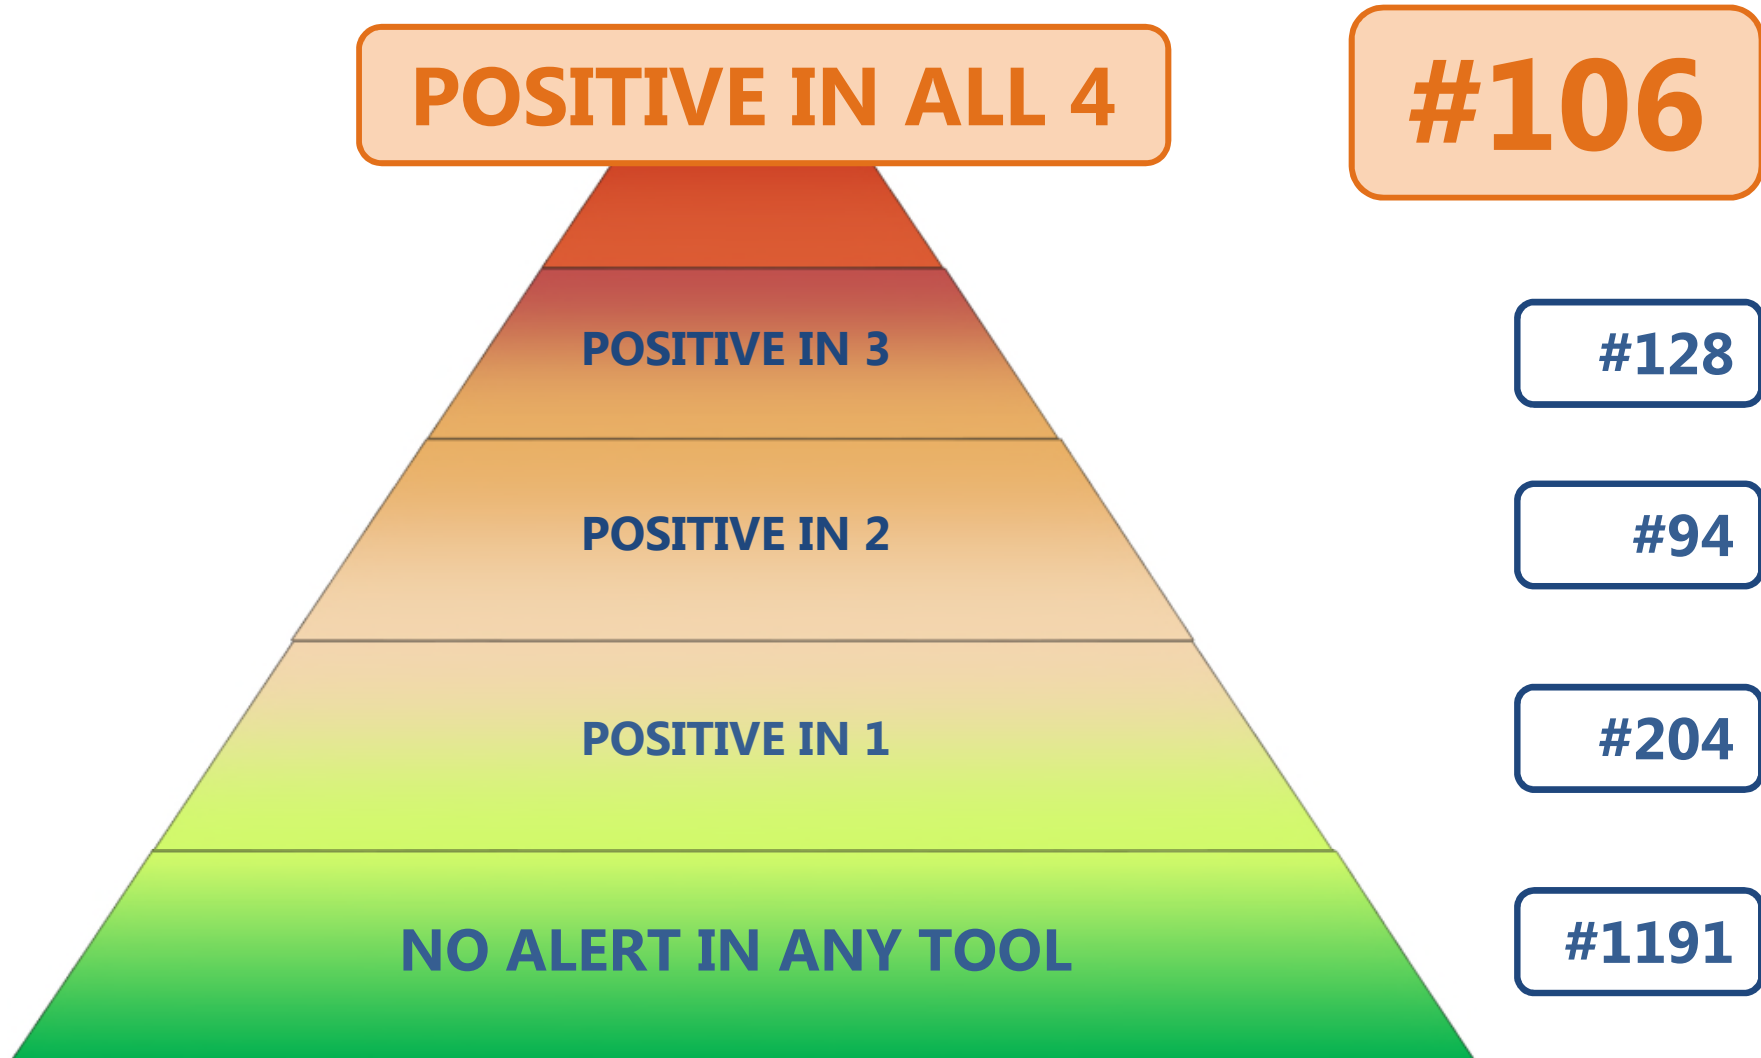 POSITIVE IN ALL 4
#106
POSITIVE IN 3
#128
POSITIVE IN 2
#94
POSITIVE IN 1
#204
NO ALERT IN ANY TOOL
#1191